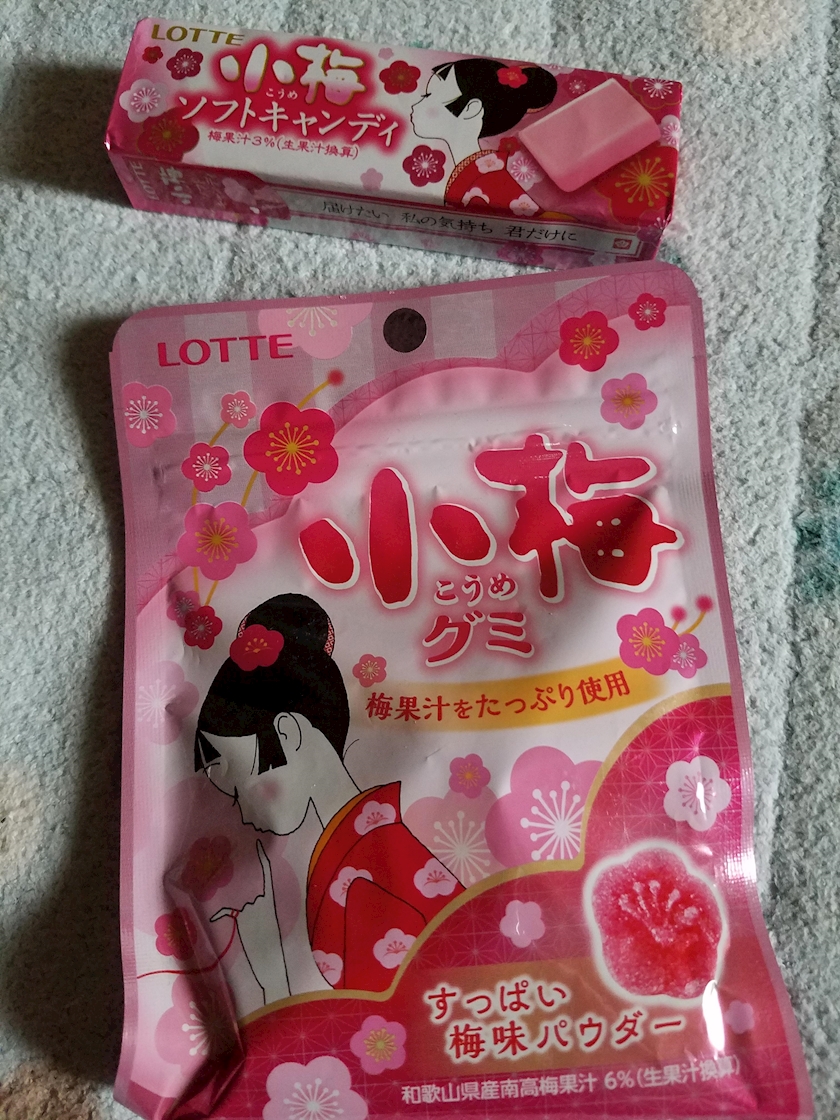 LOTTE
小梅
こうめ
ソフトキャンディ
梅果汁3%(生果汁換算)
届けたい 私の気持ち 君だけに
LOTTE
小梅
こうめ
グミ
梅果汁をたっぷり使用
すっぱい
梅味パウダー
和歌山県産南高梅果汁 6%(生果汁換算)